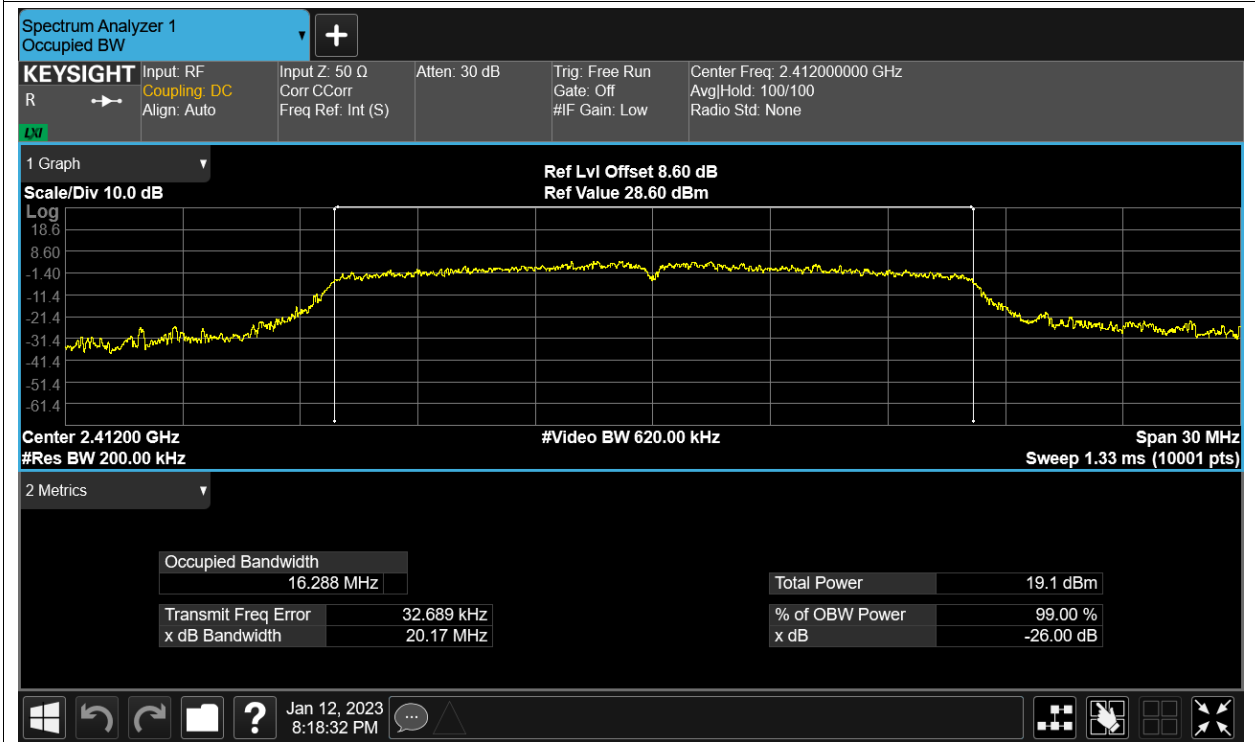 Spectrum Analyzer 1
Occupied BW
KEYSIGHT
R
LXI
Input: RF
Coupling: DC
Align: Auto
Input Z: 50 Ω
Corr CCorr
Freq Ref: Int (S)
Atten: 30 dB
Trig: Free Run
Gate: Off
#IF Gain: Low
Center Freq: 2.412000000 GHz
Avg|Hold: 100/100
Radio Std: None
1 Graph
Scale/Div 10.0 dB
Ref Lvl Offset 8.60 dB
Ref Value 28.60 dBm
Log
18.6
8.60
-1.40
-11.4
-21.4
-31.4
-41.4
-51.4
-61.4
Center 2.41200 GHz
#Video BW 620.00 kHz
Span 30 MHz
#Res BW 200.00 kHz
Sweep 1.33 ms (10001 pts)
2 Metrics
Occupied Bandwidth
16.288 MHz
Total Power 19.1 dBm
Transmit Freq Error 32.689 kHz
% of OBW Power 99.00 %
x dB Bandwidth 20.17 MHz
x dB -26.00 dB
?
Jan 12, 2023
8:18:32 PM